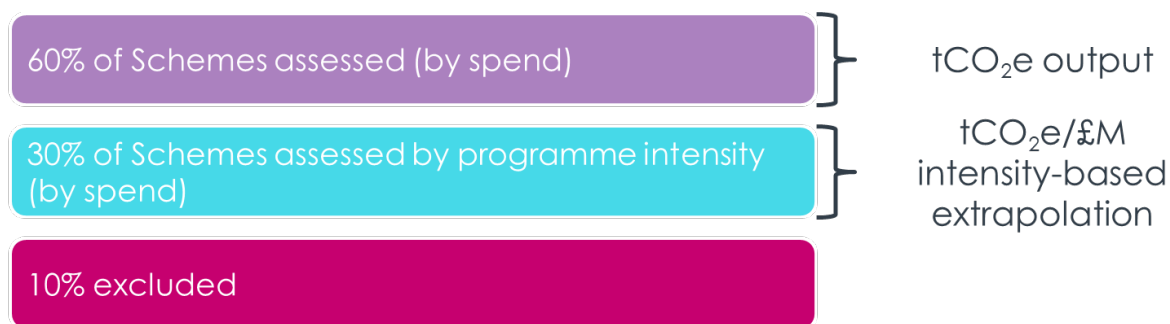 60% of Schemes assessed (by spend)
tCO₂e output
30% of Schemes assessed by programme intensity
(by spend)
tCO₂e/£M
intensity-based
extrapolation
10% excluded